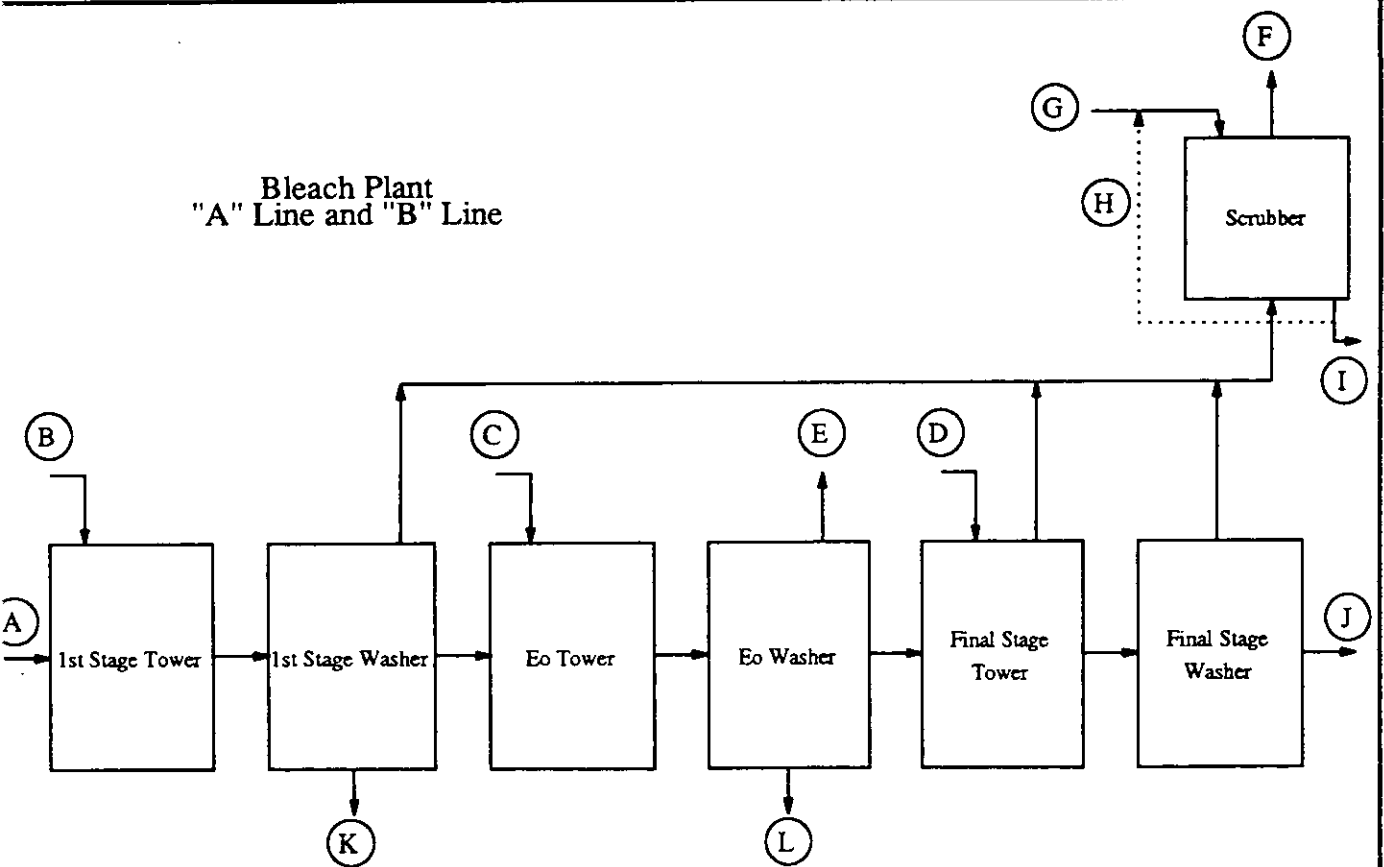 F
G
Bleach Plant
"A" Line and "B" Line
H
Scrubber
I
B
C
E
D
A
J
1st Stage Tower
1st Stage Washer
Eo Tower
Eo Washer
Final Stage
Tower
Final Stage
Washer
K
L